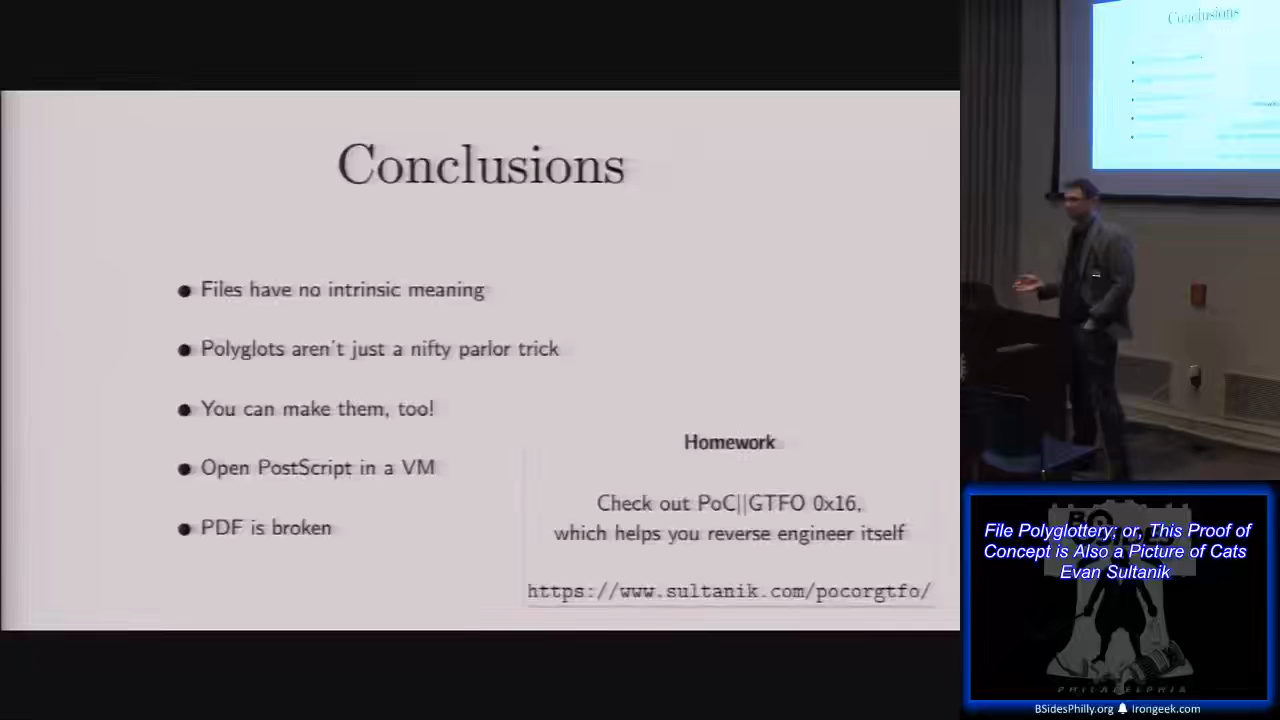 Conclusions
Files have no intrinsic meaning
Polyglots aren't just a nifty parlor trick
You can make them, too!
Open PostScript in a VM
PDF is broken
Homework
Check out PoC||GTFO 0x16,
which helps you reverse engineer itself
https://www.sultanik.com/pocorgtfo/
Conclusions
File Polyglottery; or, This Proof of
Concept is Also a Picture of Cats
Evan Sultanik
PHILADELPHIA
BSidesPhilly.org Irongeek.com